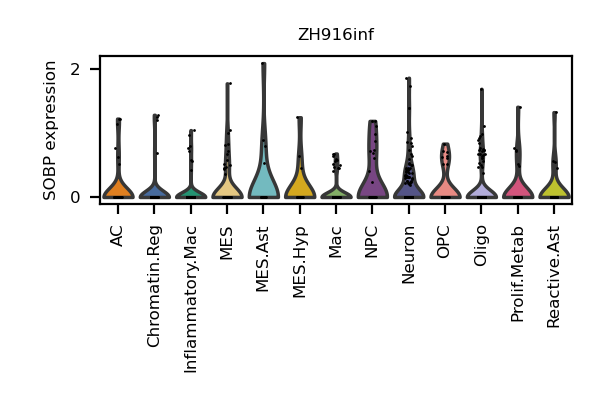 ZH916inf
SOBP expression
2
0
AC
Chromatin.Reg
Inflammatory.Mac
MES
MES.Ast
MES.Hyp
Mac
NPC
Neuron
OPC
Oligo
Prolif.Metab
Reactive.Ast